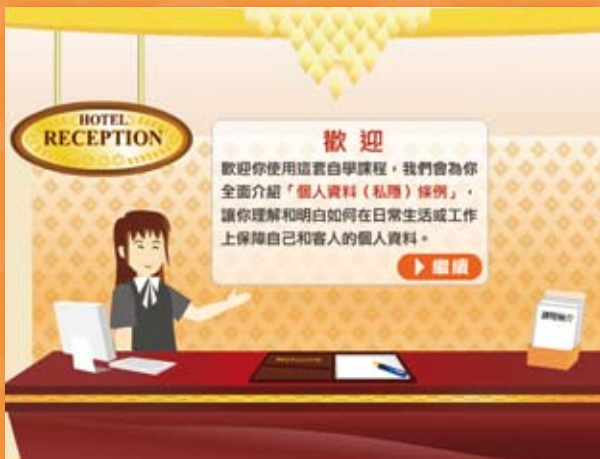 HOTEL
RECEPTION
歡迎
歡迎你使用這套自學課程，我們會為你
全面介紹「個人資料（私隱）條例」，
讓你理解和明白如何在日常生活或工作
上保障自己和客人的個人資料。
繼續